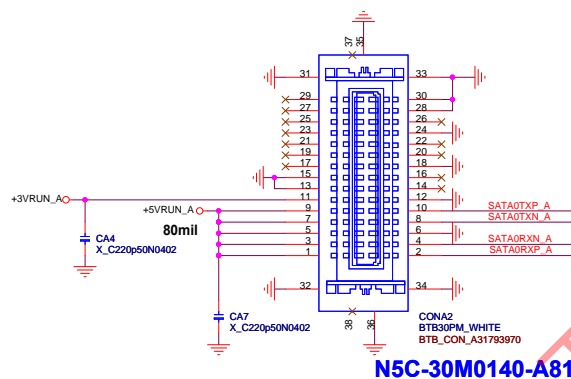 37
35
31
33
29
30
27
28
25
26
23
24
21
22
19
20
17
18
15
16
13
14
+3VRUN_A
11
12
+5VRUN_A
9
10
SATA0TXP_A
80mil
7
8
SATA0TXN_A
5
6
3
4
SATA0RXN_A
1
2
SATA0RXP_A
CA4
X_C220p50N0402
32
34
CA7
X_C220p50N0402
38
36
CONA2
BTB30PM_WHITE
BTB_CON_A31793970
N5C-30M0140-A81